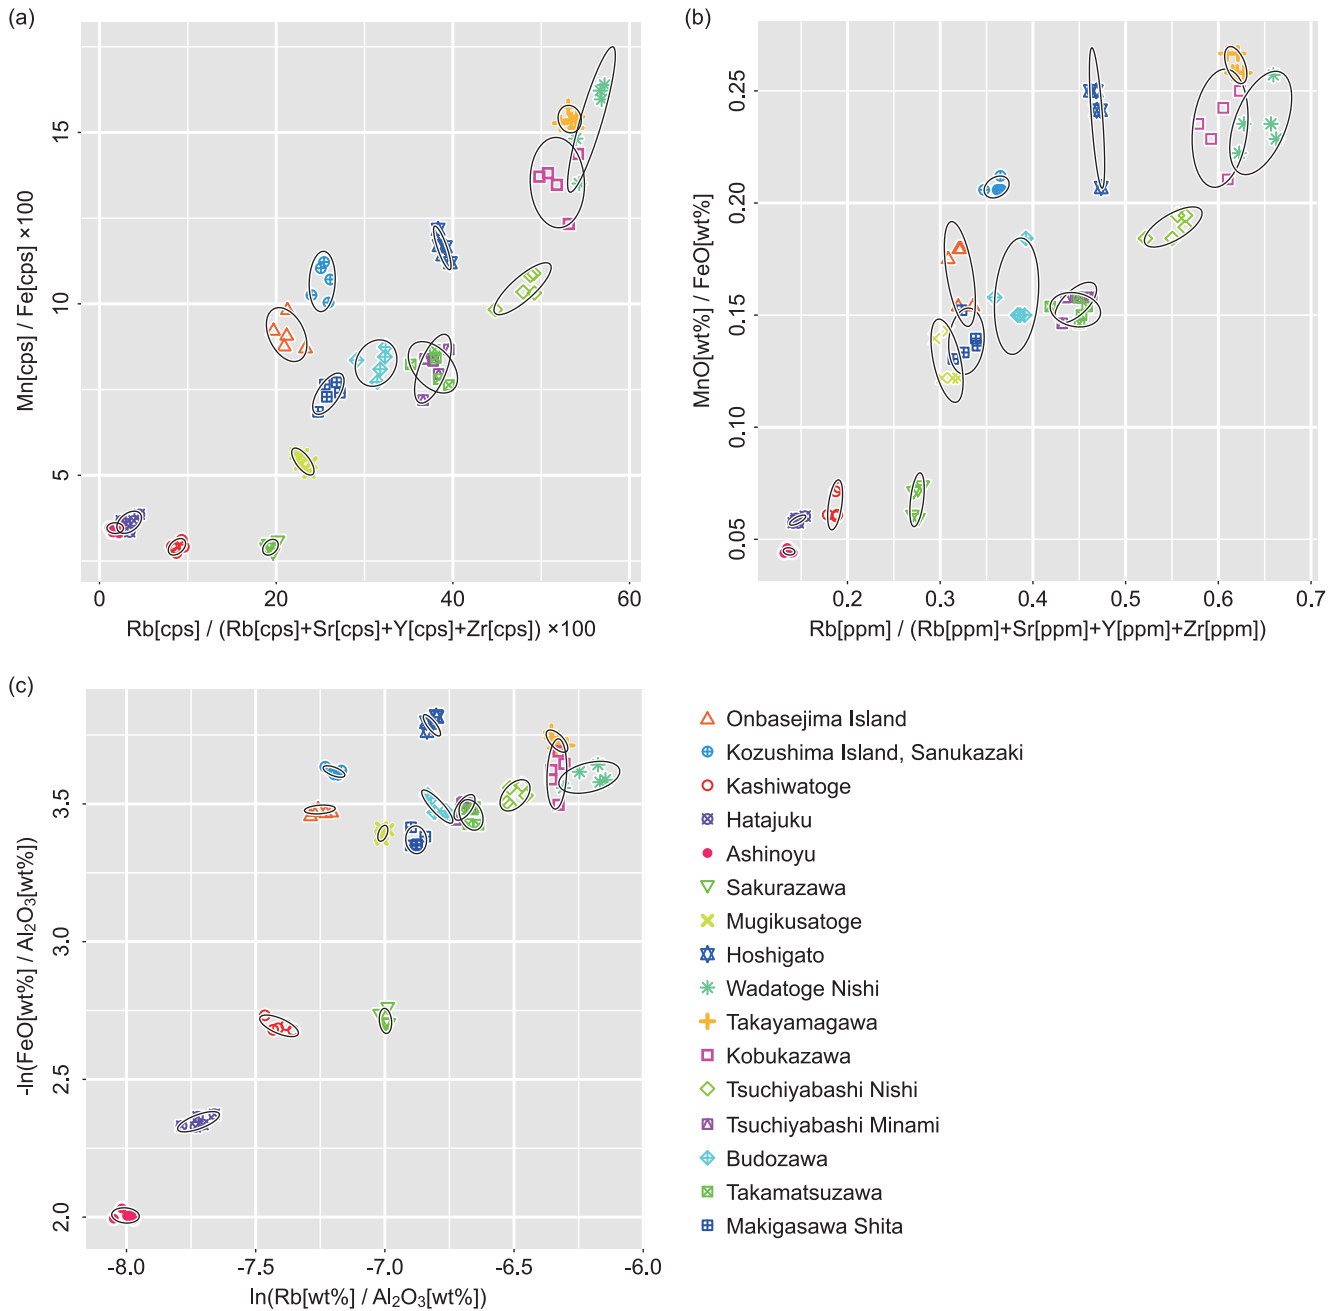 (a)
15
10
5
Mn[cps] / Fe[cps] ×100
0 20 40 60
Rb[cps] / (Rb[cps]+Sr[cps]+Y[cps]+Zr[cps]) ×100
(b)
0.25
0.20
0.15
0.10
0.05
MnO[wt%] / FeO[wt%]
0.2 0.3 0.4 0.5 0.6 0.7
Rb[ppm] / (Rb[ppm]+Sr[ppm]+Y[ppm]+Zr[ppm])
(c)
3.5
3.0
2.5
2.0
-ln(FeO[wt%] / Al₂O₃[wt%])
-8.0 -7.5 -7.0 -6.5 -6.0
ln(Rb[wt%] / Al₂O₃[wt%])
Onbasejima Island
Kozushima Island, Sanukazaki
Kashiwatoge
Hatajuku
Ashinoyu
Sakurazawa
Mugikusatoge
Hoshigato
Wadatoge Nishi
Takayamagawa
Kobukazawa
Tsuchiyabashi Nishi
Tsuchiyabashi Minami
Budozawa
Takamatsuzawa
Makigasawa Shita